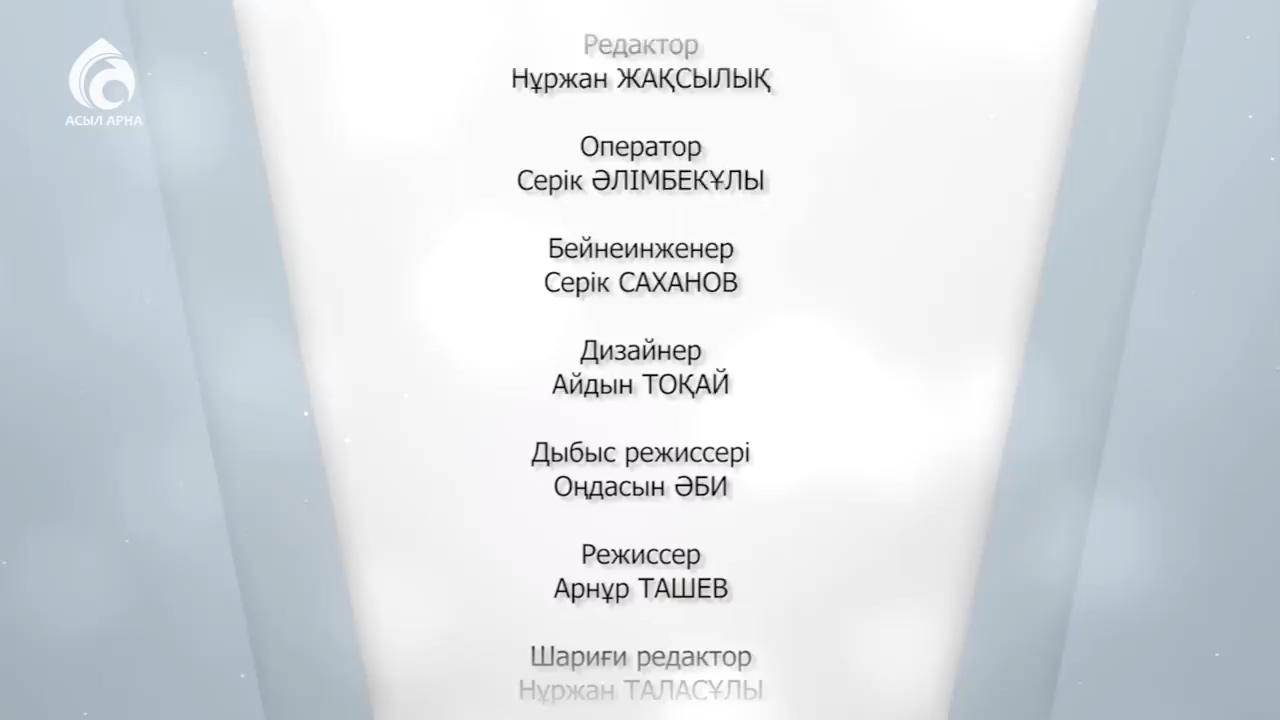 АСЫЛ АРНА
Редактор
Нұржан ЖАҚСЫЛЫҚ
Оператор
Серік ӘЛІМБЕКҰЛЫ
Бейнеинженер
Серік САХАНОВ
Дизайнер
Айдын ТОҚАЙ
Дыбыс режиссері
Оңдасын ӘБИ
Режиссер
Арнұр ТАШЕВ
Шариғи редактор
Нұржан ТАЛАСҰЛЫ